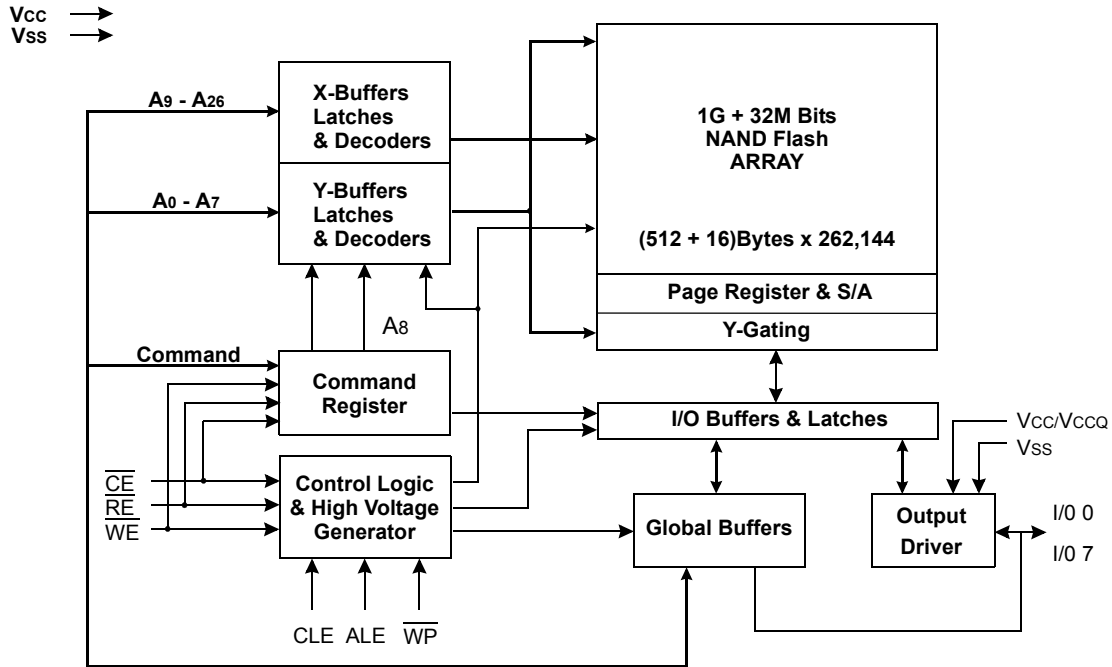 VCC
VSS
A9 - A26
X-Buffers
Latches
& Decoders
1G + 32M Bits
NAND Flash
ARRAY
A0 - A7
Y-Buffers
Latches
& Decoders
(512 + 16)Bytes x 262,144
Page Register & S/A
Y-Gating
A8
Command
Command
Register
I/O Buffers & Latches
VCC/VCCQ
VSS
CE
RE
WE
Control Logic
& High Voltage
Generator
Global Buffers
Output
Driver
I/0 0
I/0 7
CLE
ALE
WP